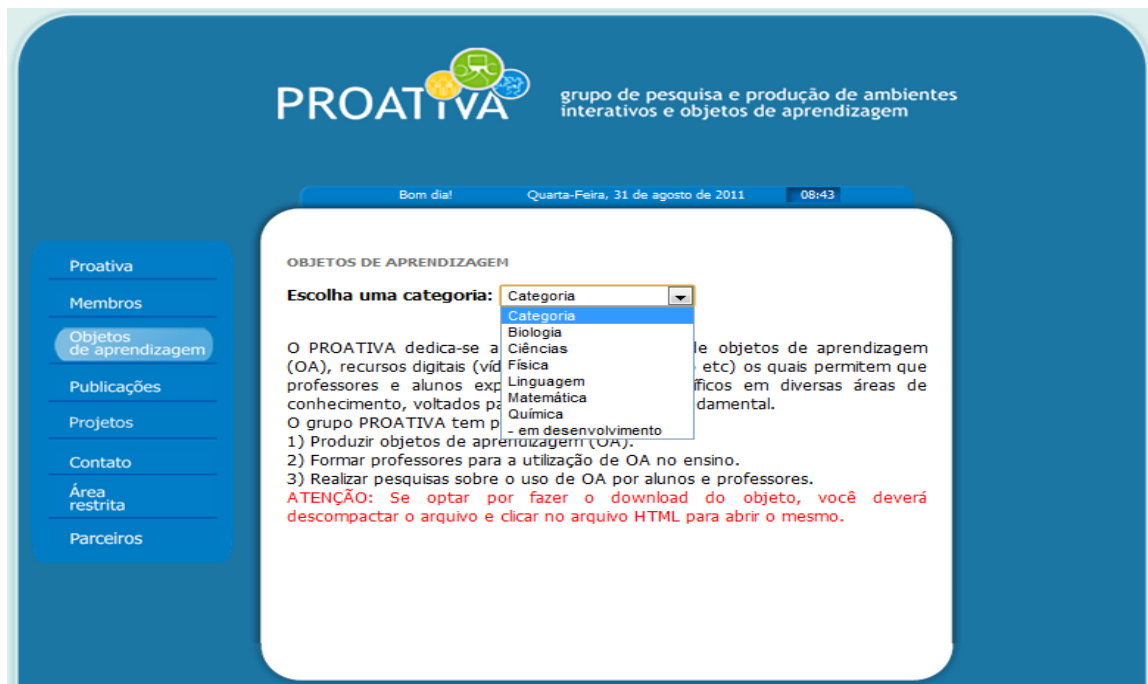 PROATIVA
grupo de pesquisa e produção de ambientes
interativos e objetos de aprendizagem
Bom dia!
Quarta-Feira, 31 de agosto de 2011
08:43
Proativa
Membros
Objetos
de aprendizagem
Publicações
Projetos
Contato
Área
restrita
Parceiros
OBJETOS DE APRENDIZAGEM
Escolha uma categoria: Categoria
Categoria
Biologia
Ciências
Física
Linguagem
Matemática
Química
- em desenvolvimento
O PROATIVA dedica-se a objetos de aprendizagem
(OA), recursos digitais etc) os quais permitem que
professores e alunos em diversas áreas de
conhecimento, voltados
O grupo PROATIVA tem
1) Produzir objetos de aprendizagem (OA).
2) Formar professores para a utilização de OA no ensino.
3) Realizar pesquisas sobre o uso de OA por alunos e professores.
ATENÇÃO: Se optar por fazer o download do objeto, você deverá
descompactar o arquivo e clicar no arquivo HTML para abrir o mesmo.